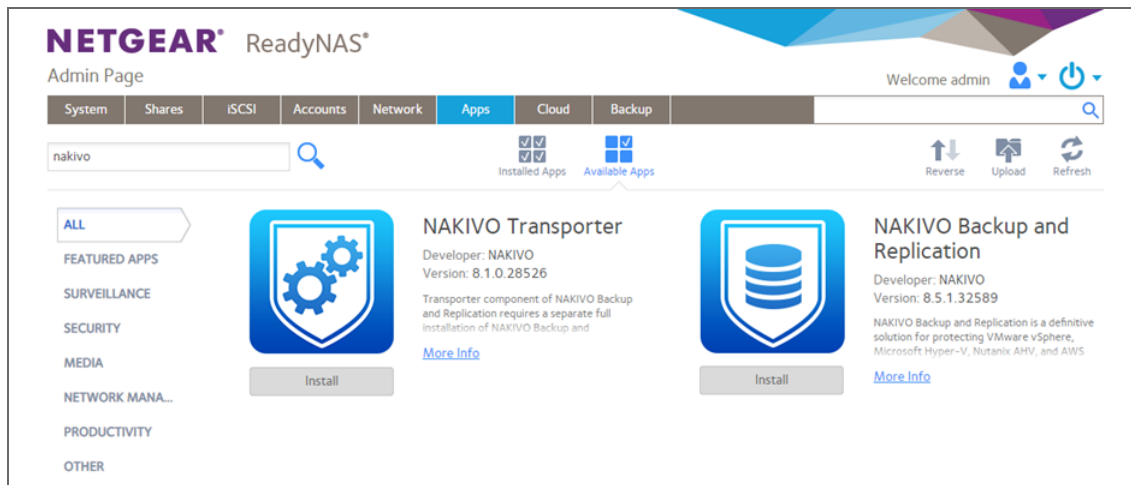 NETGEAR® ReadyNAS®
Admin Page
Welcome admin
System Shares iSCSI Accounts Network Apps Cloud Backup
nakivo
Installed Apps Available Apps
Reverse Upload Refresh
ALL
FEATURED APPS
SURVEILLANCE
SECURITY
MEDIA
NETWORK MANA...
PRODUCTIVITY
OTHER
NAKIVO Transporter
Developer: NAKIVO
Version: 8.1.0.28526
Transporter component of NAKIVO Backup
and Replication requires a separate full
installation of NAKIVO Backup and
More Info
Install
NAKIVO Backup and
Replication
Developer: NAKIVO
Version: 8.5.1.32589
NAKIVO Backup and Replication is a definitive
solution for protecting VMware vSphere,
Microsoft Hyper-V, Nutanix AHV, and AWS
More Info
Install